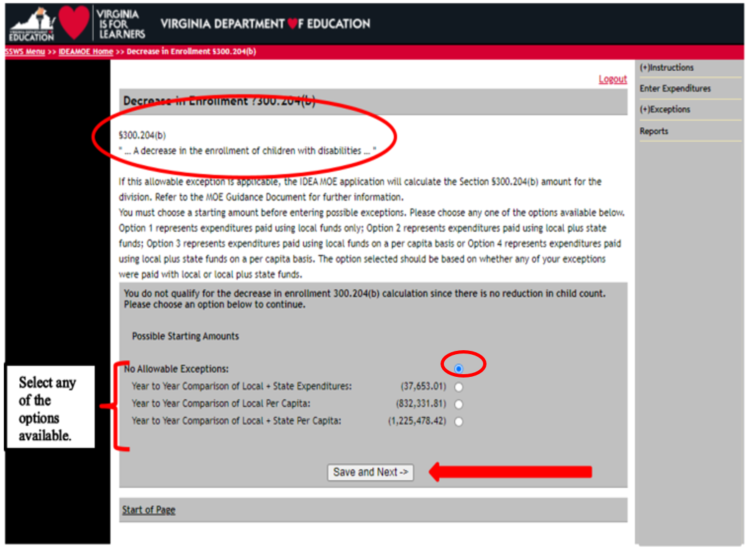 VIRGINIA
IS FOR
LEARNERS
VIRGINIA DEPARTMENT OF EDUCATION
EDUCATION
SSWS Menu >> IDEAMOE Home >> Decrease in Enrollment §300.204(b)
Logout
(+)Instructions
Enter Expenditures
(+)Exceptions
Reports
Decrease in Enrollment ?300.204(b)
§300.204(b)
" ... A decrease in the enrollment of children with disabilities ... "
If this allowable exception is applicable, the IDEA MOE application will calculate the Section §300.204(b) amount for the
division. Refer to the MOE Guidance Document for further information.
You must choose a starting amount before entering possible exceptions. Please choose any one of the options available below.
Option 1 represents expenditures paid using local funds only; Option 2 represents expenditures paid using local plus state
funds; Option 3 represents expenditures paid using local funds on a per capita basis or Option 4 represents expenditures paid
using local plus state funds on a per capita basis. The option selected should be based on whether any of your exceptions
were paid with local or local plus state funds.
You do not qualify for the decrease in enrollment 300.204(b) calculation since there is no reduction in child count.
Please choose an option below to continue.
Possible Starting Amounts
No Allowable Exceptions:
Year to Year Comparison of Local + State Expenditures: (37,653.01)
Year to Year Comparison of Local Per Capita: (832,331.81)
Year to Year Comparison of Local + State Per Capita: (1,225,478.42)
Select any
of the
options
available.
Save and Next ->
Start of Page